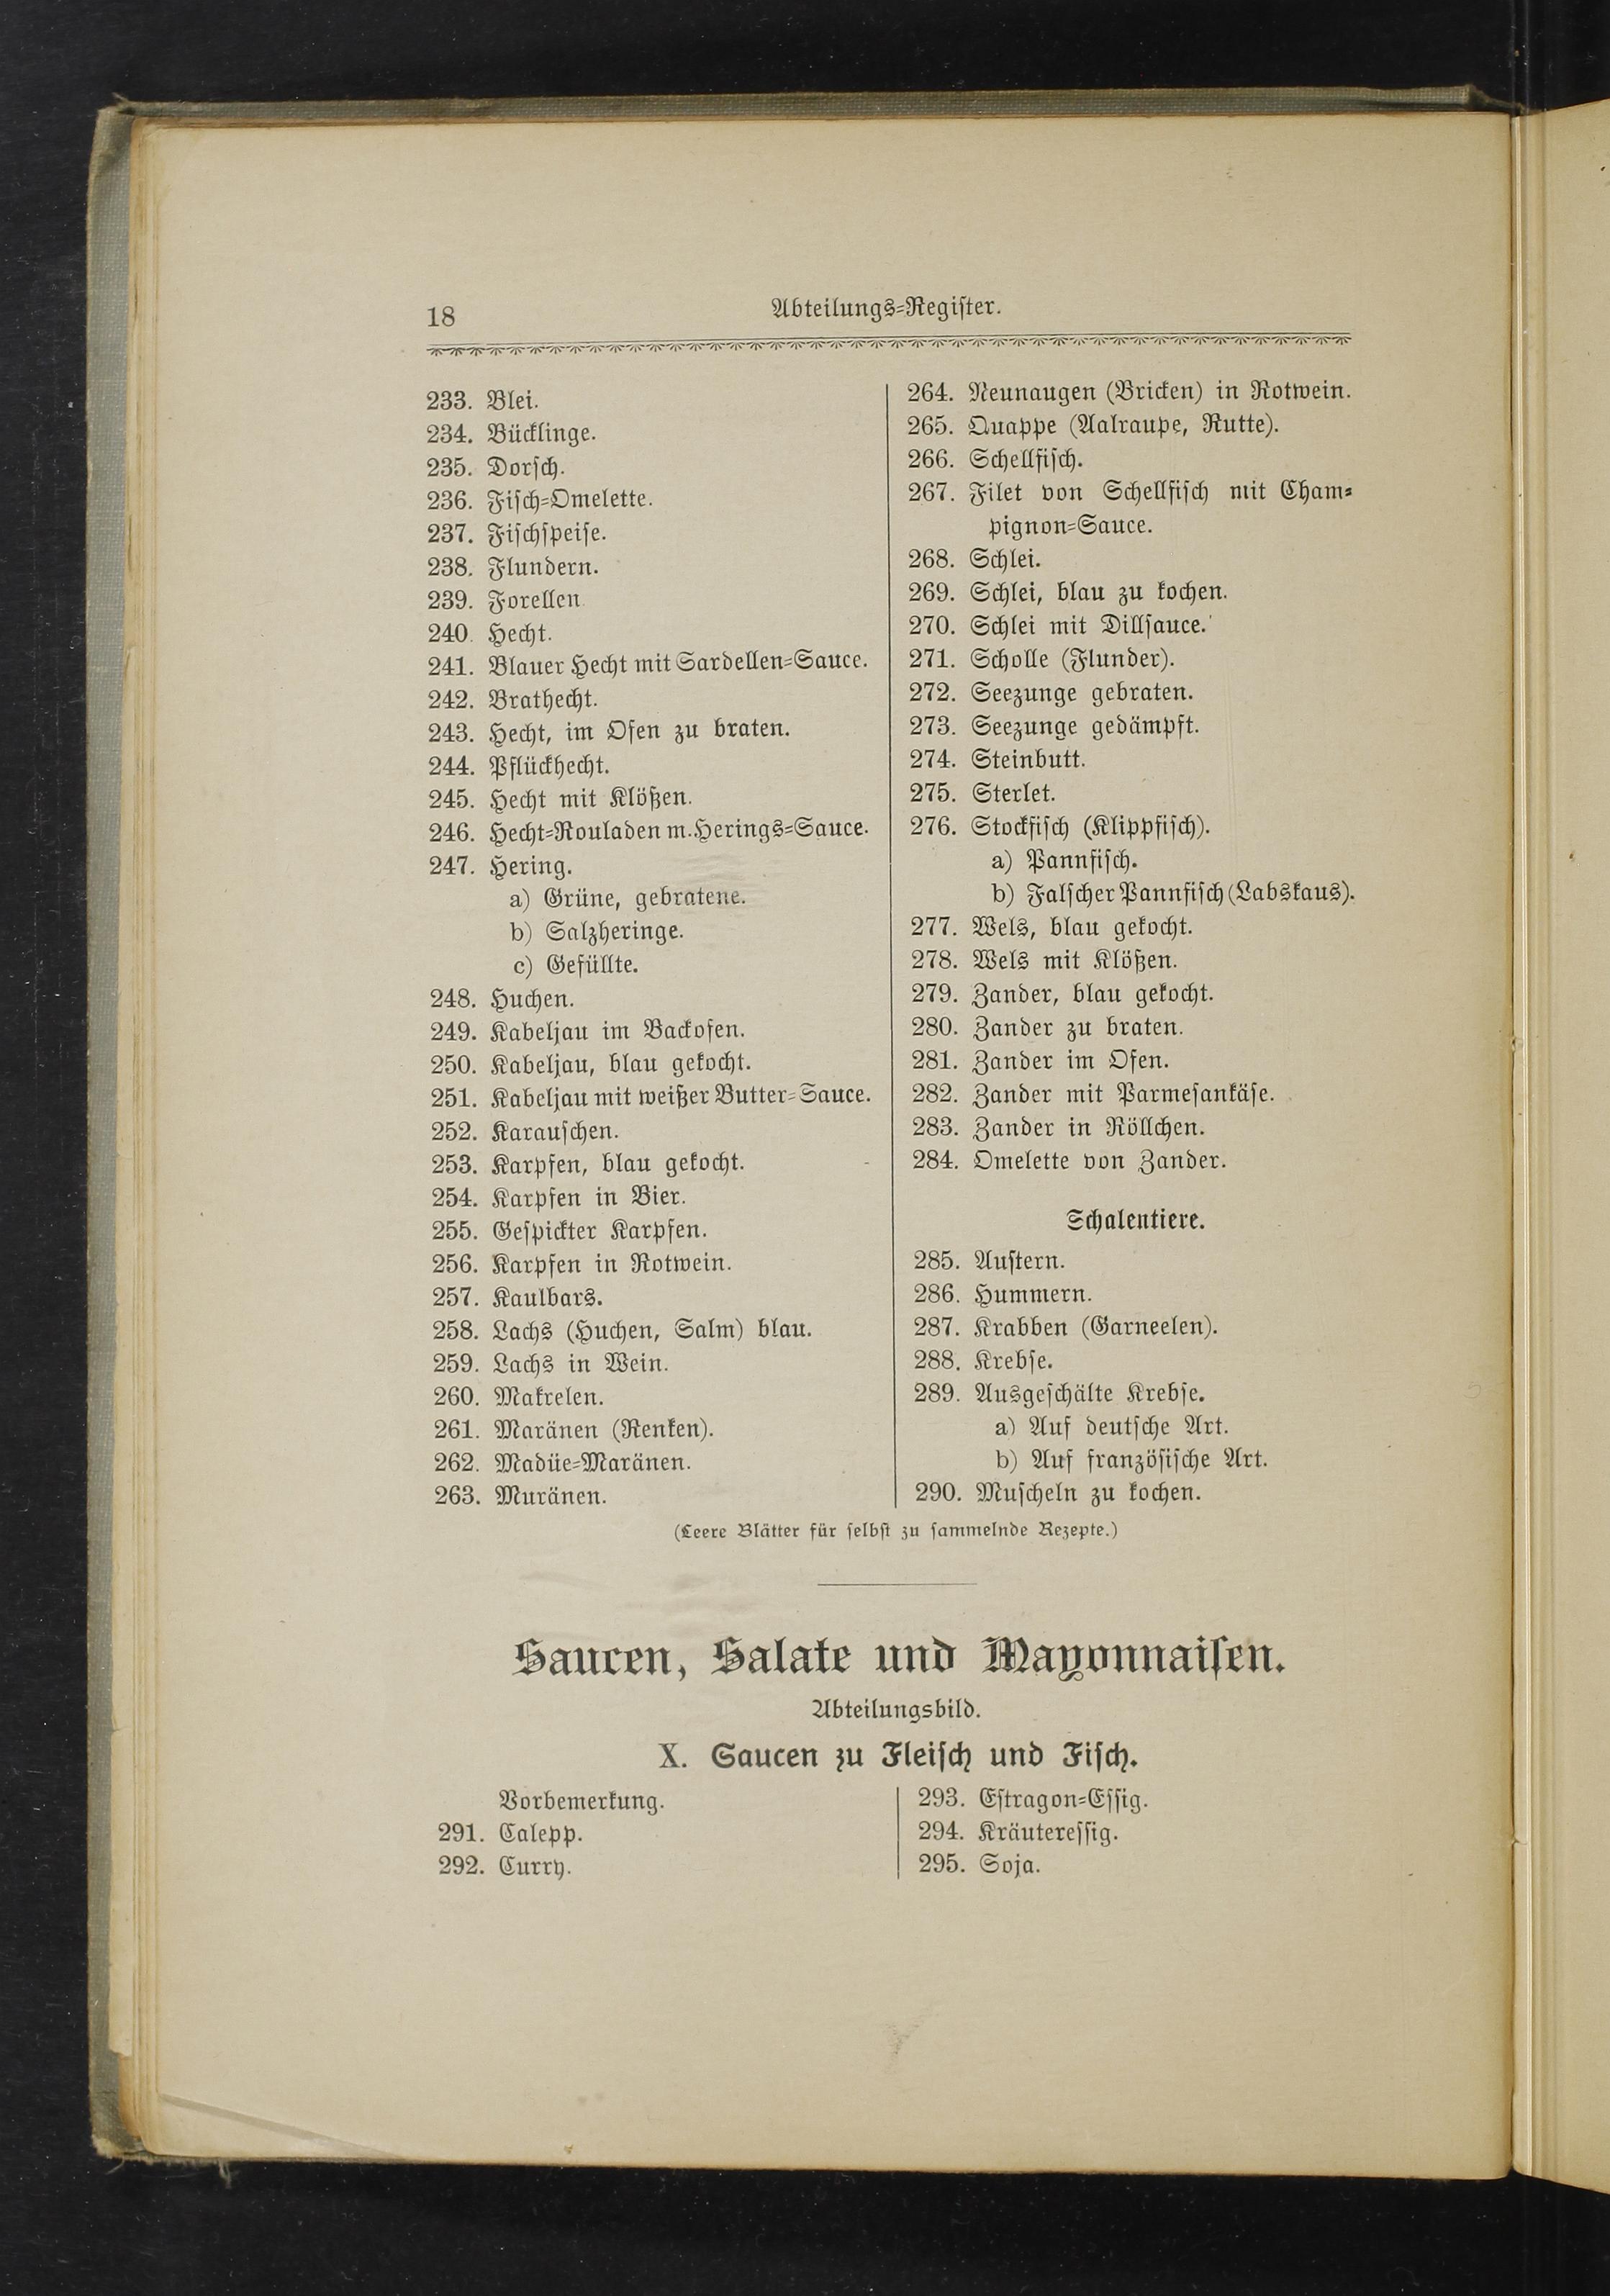 18
Abteilungs-Register.
233. Blei.
234. Bücklinge.
235. Dorsch.
236. Fisch-Omelette.
237. Fischspeise.
238. Flundern.
239. Forellen
240. Hecht.
241. Blauer Hecht mit Sardellen-Sauce.
242. Brathecht.
243. Hecht, im Ofen zu braten.
244. Pflückhecht.
245. Hecht mit Klößen.
246. Hecht-Rouladen m. Herings-Sauce.
247. Hering.
a) Grüne, gebratene.
b) Salzheringe.
c) Gefüllte.
248. Huchen.
249. Kabeljau im Backofen.
250. Kabeljau, blau gekocht.
251. Kabeljau mit weißer Butter-Sauce.
252. Karauschen.
253. Karpfen, blau gekocht.
254. Karpfen in Bier.
255. Gespickter Karpfen.
256. Karpfen in Rotwein.
257. Kaulbars.
258. Lachs (Huchen, Salm) blau.
259. Lachs in Wein.
260. Makrelen.
261. Maränen (Renken).
262. Madüe-Maränen.
263. Muränen.
264. Neunaugen (Bricken) in Rotwein.
265. Quappe (Aalraupe, Rutte).
266. Schellfisch.
267. Filet von Schellfisch mit Cham-
pignon-Sauce.
268. Schlei.
269. Schlei, blau zu kochen.
270. Schlei mit Dillsauce.
271. Scholle (Flunder).
272. Seezunge gebraten.
273. Seezunge gedämpft.
274. Steinbutt.
275. Sterlet.
276. Stockfisch (Klippfisch).
a) Pannfisch.
b) Falscher Pannfisch (Labskaus).
277. Wels, blau gekocht.
278. Wels mit Klößen.
279. Zander, blau gekocht.
280. Zander zu braten.
281. Zander im Ofen.
282. Zander mit Parmesankäse.
283. Zander in Röllchen.
284. Omelette von Zander.
Schalentiere.
285. Austern.
286. Hummern.
287. Krabben (Garneelen).
288. Krebse.
289. Ausgeschälte Krebse.
a) Auf deutsche Art.
b) Auf französische Art.
290. Muscheln zu kochen.
(Leere Blätter für selbst zu sammelnde Rezepte.)
Saucen, Salate und Mayonnaisen.
Abteilungsbild.
X. Saucen zu Fleisch und Fisch.
Vorbemerkung.
291. Calepp.
292. Curry.
293. Estragon-Essig.
294. Kräuteressig.
295. Soja.